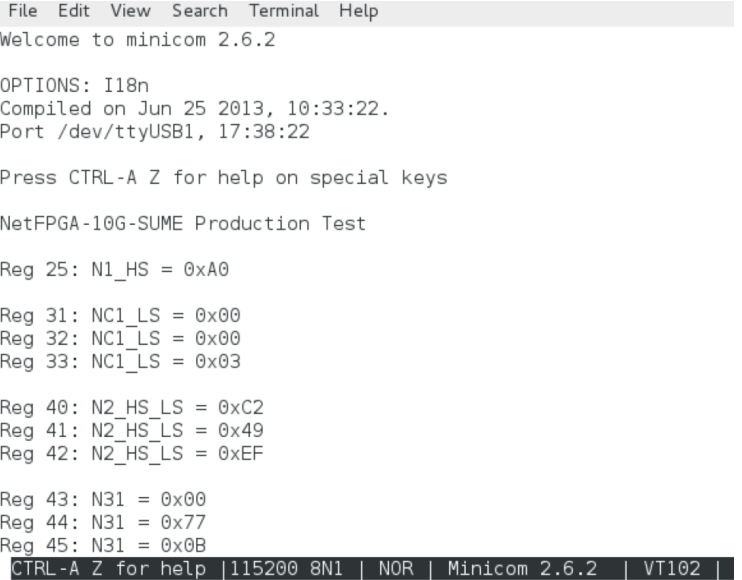 File Edit View Search Terminal Help
Welcome to minicom 2.6.2
OPTIONS: I18n
Compiled on Jun 25 2013, 10:33:22.
Port /dev/ttyUSB1, 17:38:22
Press CTRL-A Z for help on special keys
NetFPGA-10G-SUME Production Test
Reg 25: N1_HS = 0xA0
Reg 31: NC1_LS = 0x00
Reg 32: NC1_LS = 0x00
Reg 33: NC1_LS = 0x03
Reg 40: N2_HS_LS = 0xC2
Reg 41: N2_HS_LS = 0x49
Reg 42: N2_HS_LS = 0xEF
Reg 43: N31 = 0x00
Reg 44: N31 = 0x77
Reg 45: N31 = 0x0B
CTRL-A Z for help |115200 8N1 | NOR | Minicom 2.6.2 | VT102 |